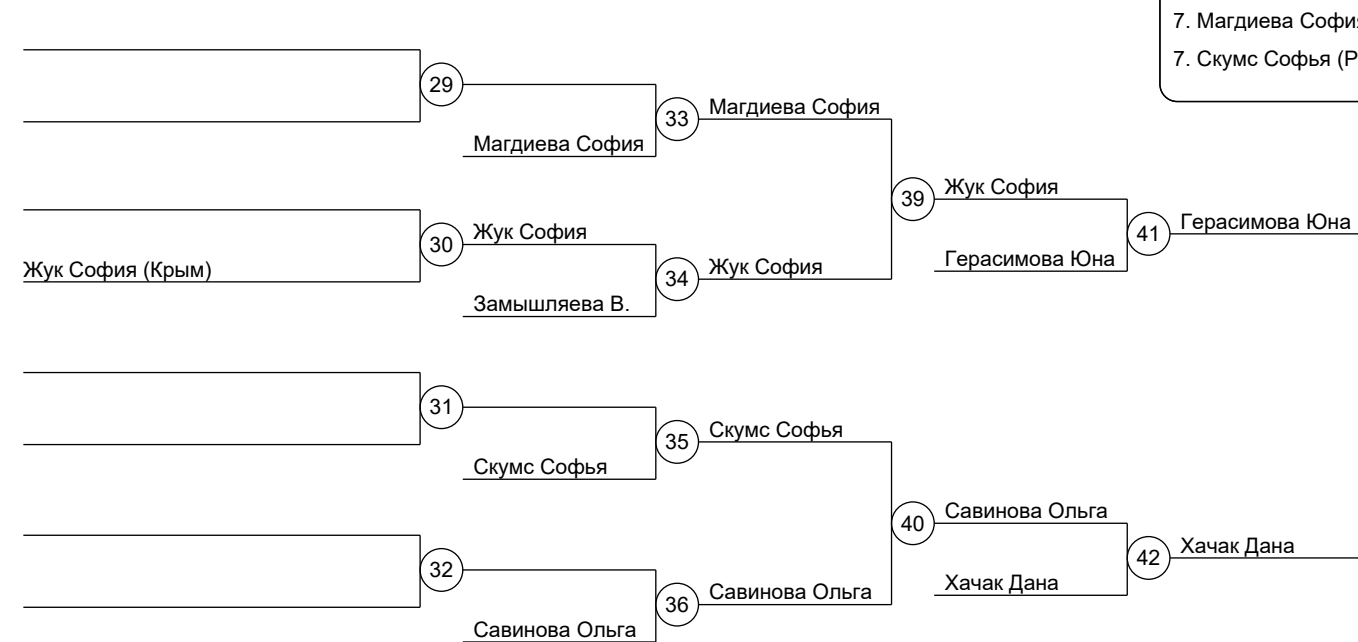 7. Магдиева София
7. Скумс Софья (Р
29
Магдиева София
33
Магдиева София
39
Жук София
Жук София (Крым)
30
Жук София
Замышляева В.
34
Жук София
Герасимова Юна
41
Герасимова Юна
31
Скумс Софья
35
Скумс Софья
40
Савинова Ольга
32
Савинова Ольга
36
Савинова Ольга
Хачак Дана
42
Хачак Дана